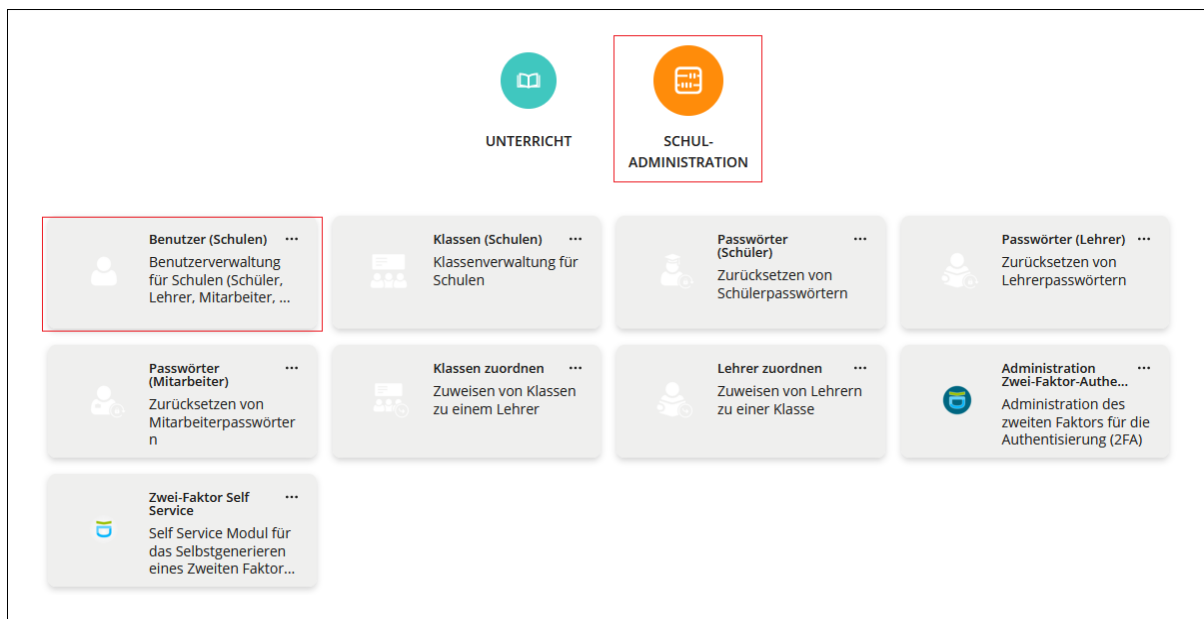 UNTERRICHT
SCHUL-
ADMINISTRATION
Benutzer (Schulen) ...
Benutzerverwaltung
für Schulen (Schüler,
Lehrer, Mitarbeiter, ...
Klassen (Schulen) ...
Klassenverwaltung für
Schulen
Passwörter ...
(Schüler)
Zurücksetzen von
Schülerpasswörtern
Passwörter (Lehrer) ...
Zurücksetzen von
Lehrerpasswörtern
Passwörter ...
(Mitarbeiter)
Zurücksetzen von
Mitarbeiterpasswörter
n
Klassen zuordnen ...
Zuweisen von Klassen
zu einem Lehrer
Lehrer zuordnen ...
Zuweisen von Lehrern
zu einer Klasse
Administration ...
Zwei-Faktor-Authe...
Administration des
zweiten Faktors für die
Authentisierung (2FA)
Zwei-Faktor Self ...
Service
Self Service Modul für
das Selbstgenerieren
eines Zweiten Faktor...